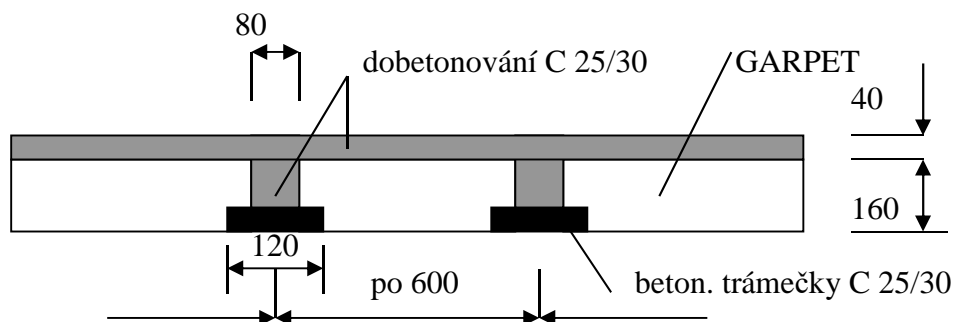 80
dobetonování C 25/30
GARPET
40
160
120
po 600
beton. trámečky C 25/30